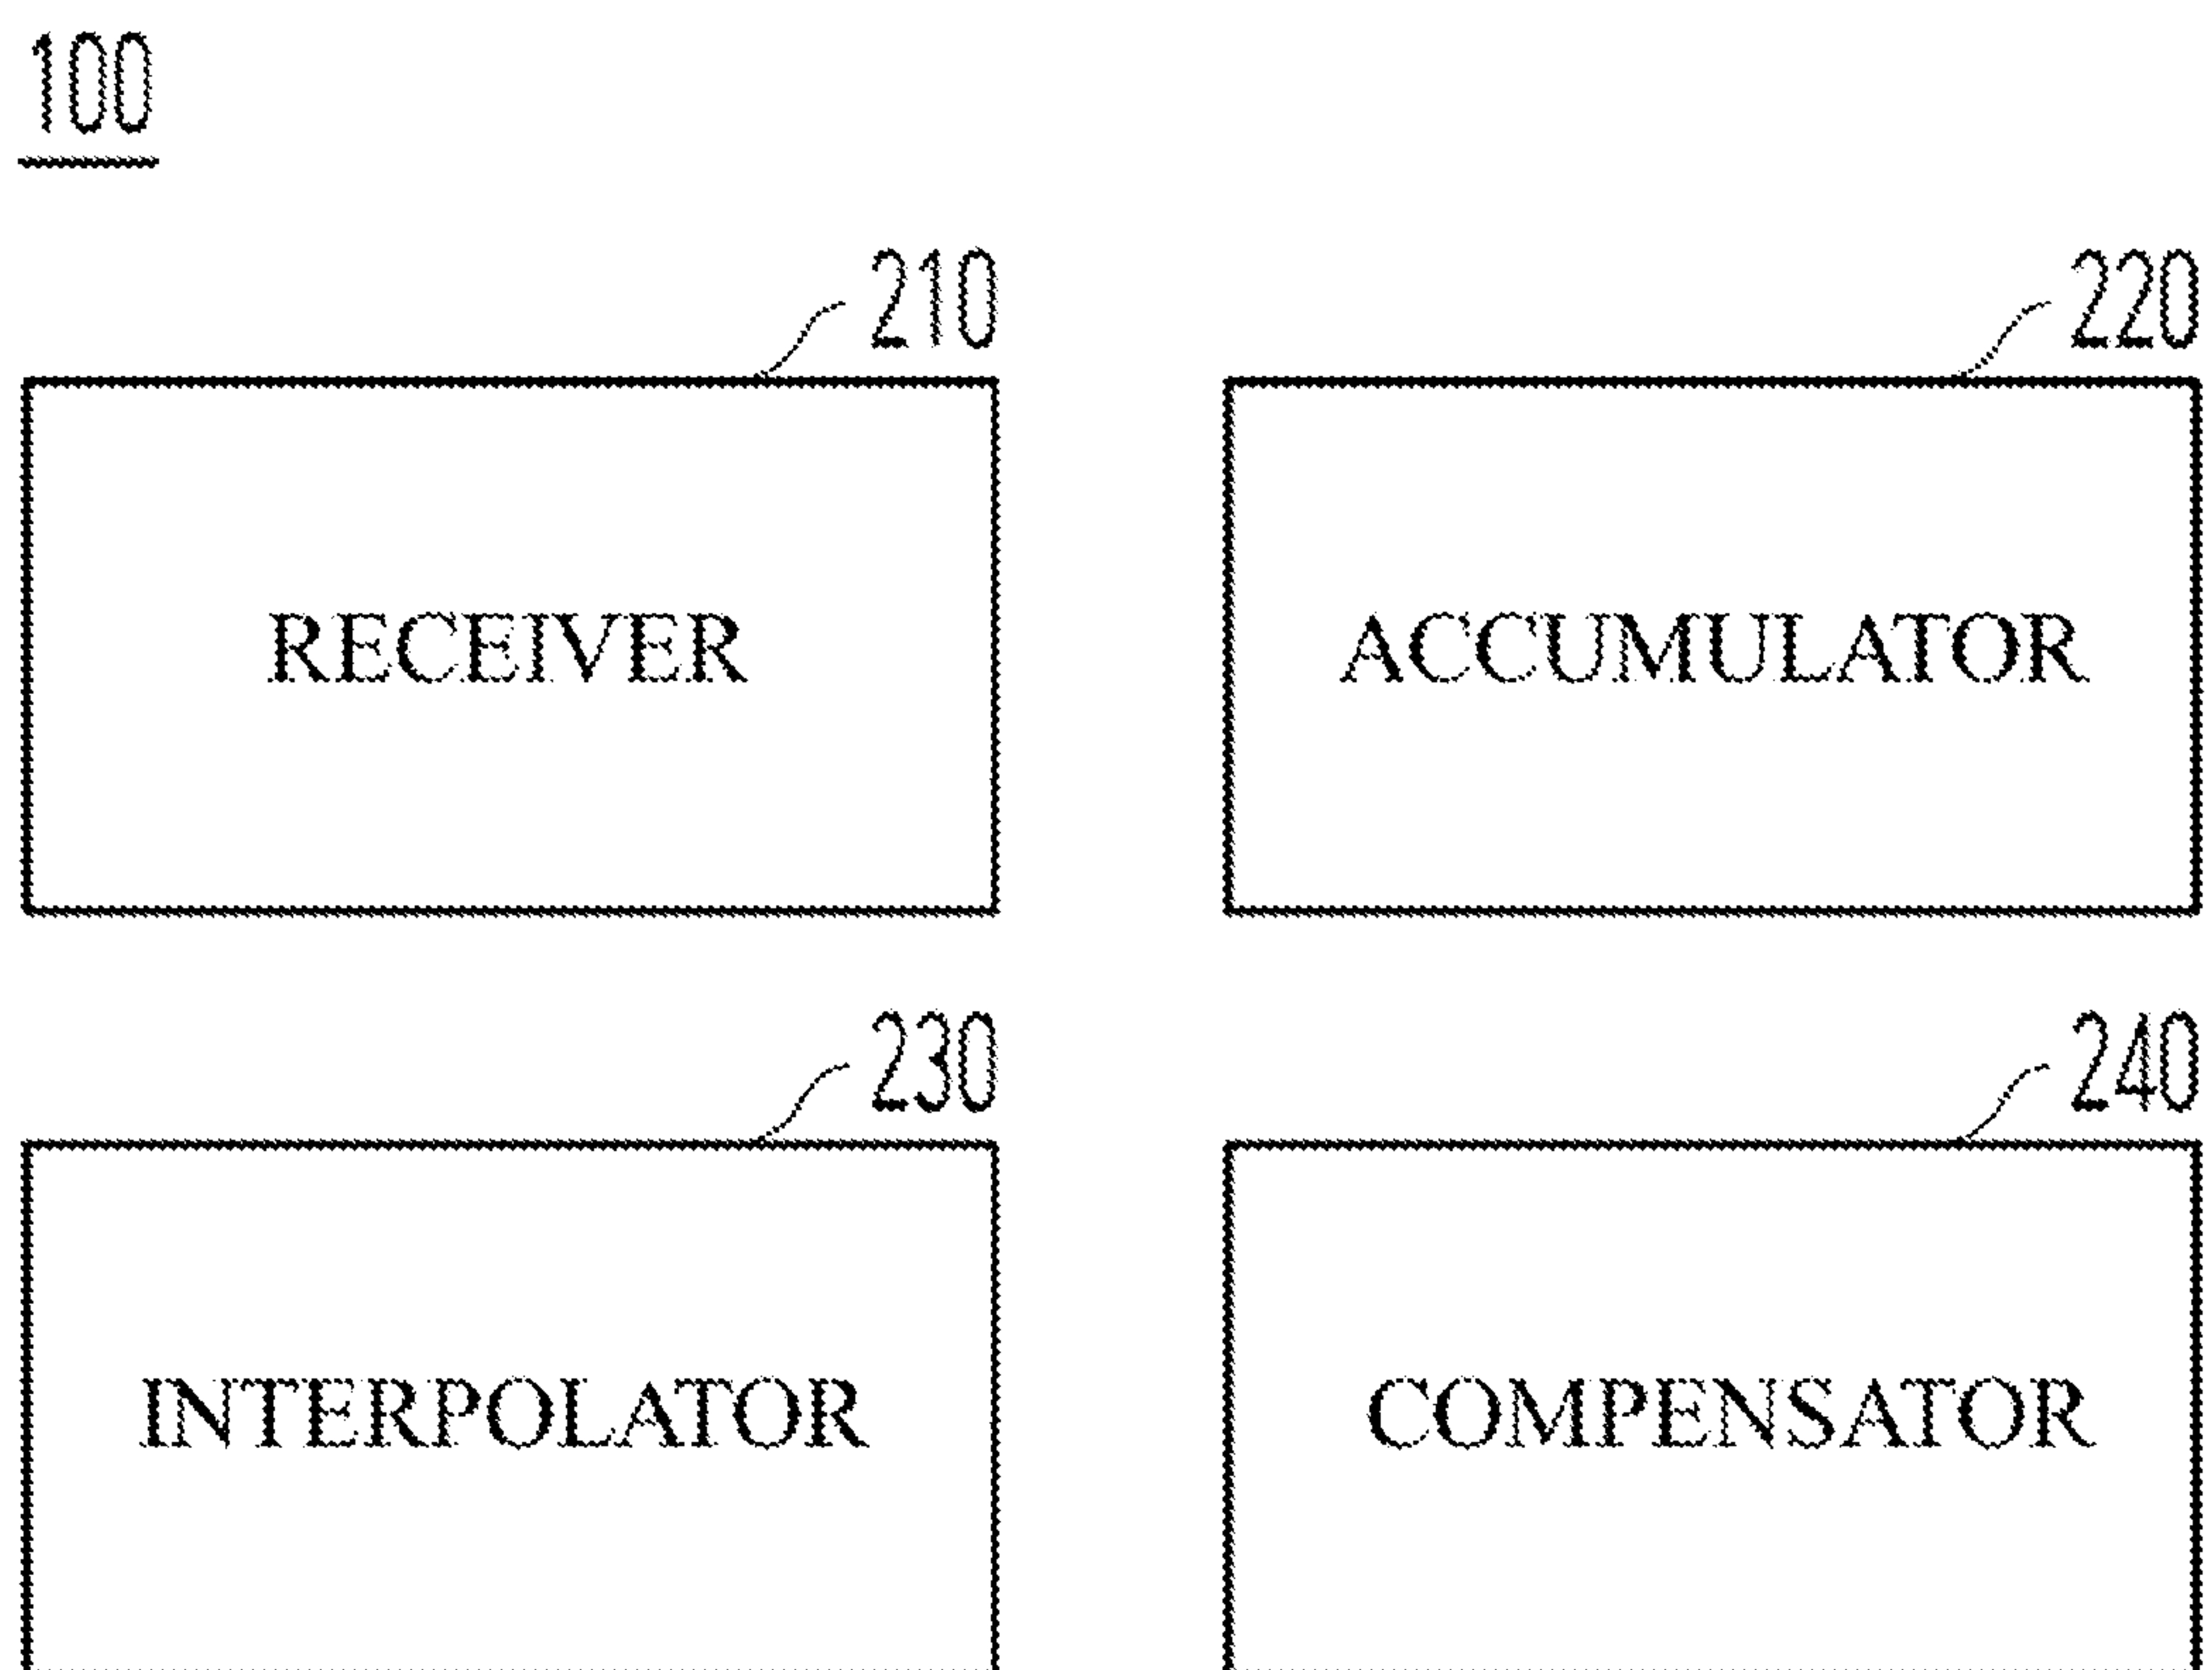 100
210
220
RECEIVER
ACCUMULATOR
230
240
INTERPOLATOR
COMPENSATOR